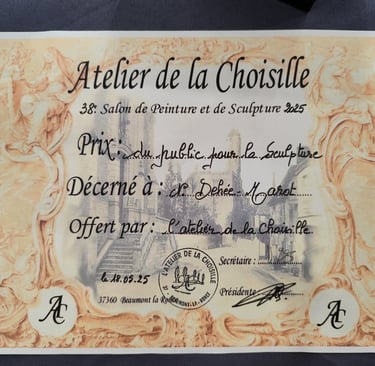 Atelier de la Choisille
38e Salon de Peinture et de Sculpture 2025
Prix : du public pour la sculpture
Décerné à : N. Dehée-Marot
Offert par : l'atelier de la Choisille
L'ATELIER DE LA CHOISILLE
Secrétaire :
le 18.05.25
Présidente
37360 Beaumont la
AC
AC